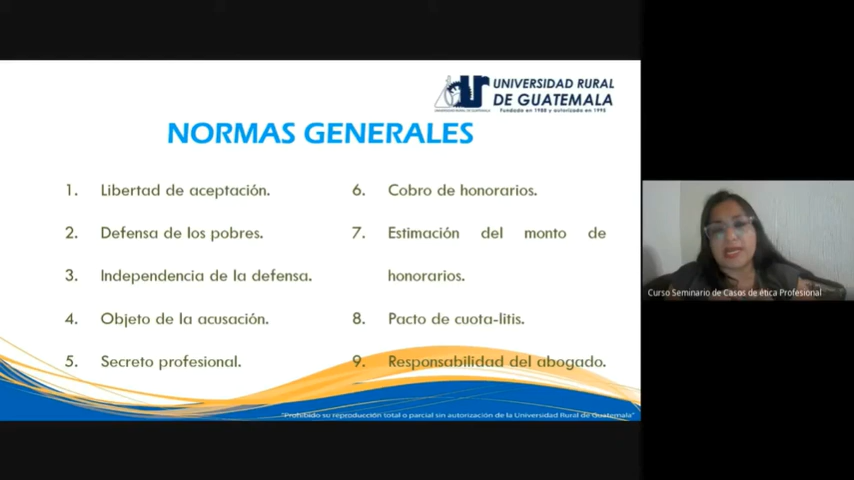 UNIVERSIDAD RURAL
DE GUATEMALA
Fundada en 1988 y autorizada en 1995
NORMAS GENERALES
1. Libertad de aceptación.
2. Defensa de los pobres.
3. Independencia de la defensa.
4. Objeto de la acusación.
5. Secreto profesional.
6. Cobro de honorarios.
7. Estimación del monto de
honorarios.
8. Pacto de cuota-litis.
9. Responsabilidad del abogado.
"Prohibido su reproducción total o parcial sin autorización de la Universidad Rural de Guatemala"
Curso Seminario de Casos de ética Profesional